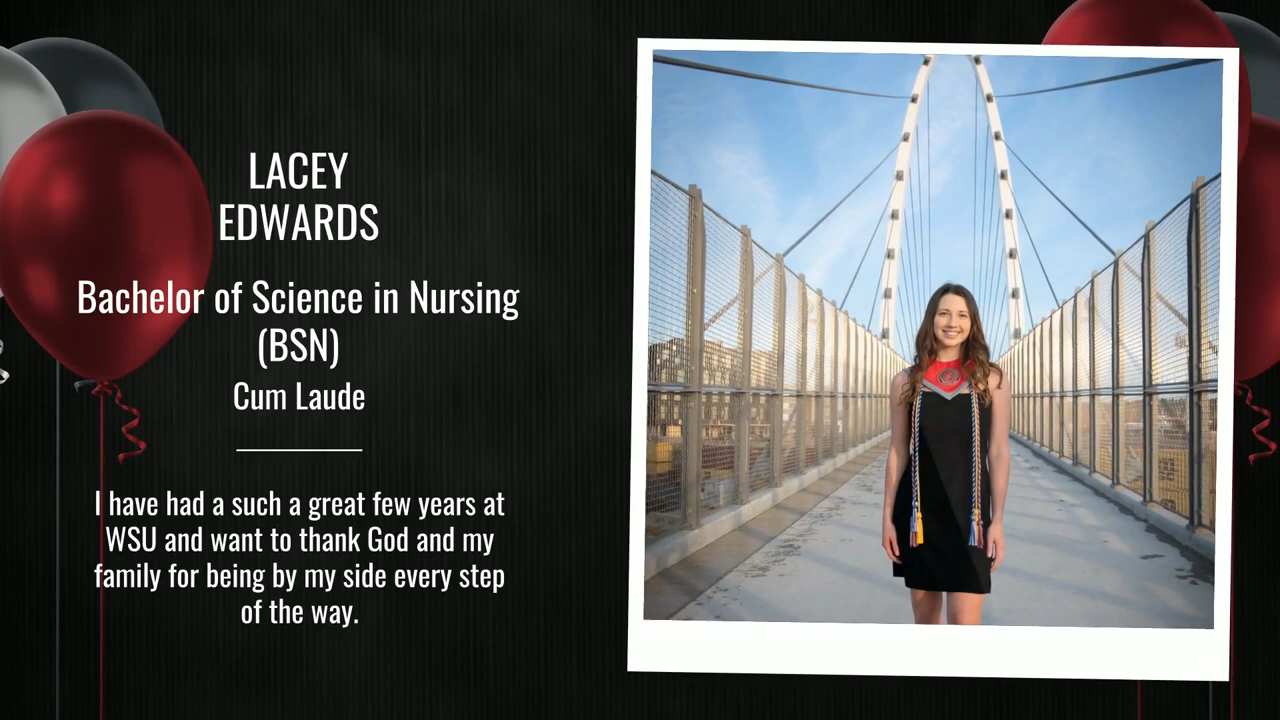 LACEY
EDWARDS
Bachelor of Science in Nursing
(BSN)
Cum Laude
I have had a such a great few years at
WSU and want to thank God and my
family for being by my side every step
of the way.